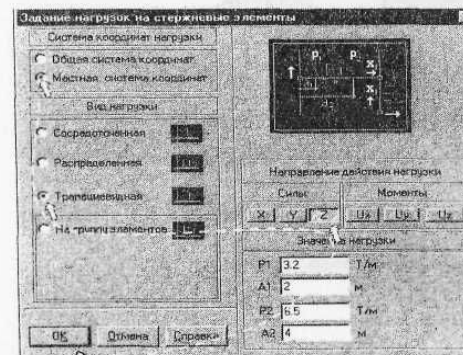 Задание нагрузок на стержневые элементы
Система координат нагрузки
Общая система координат
Местная система координат
Вид нагрузки
Сосредоточенная
Распределенная
Трапециевидная
На группу элементов
P1 P2
X
X
Направление действия нагрузки
Силы
Моменты
X Y Z Ux Uy Uz
Значения нагрузки
P1 3.2 Т/м
A1 2 м
P2 6.5 Т/м
A2 4 м
OK Отмена Справка